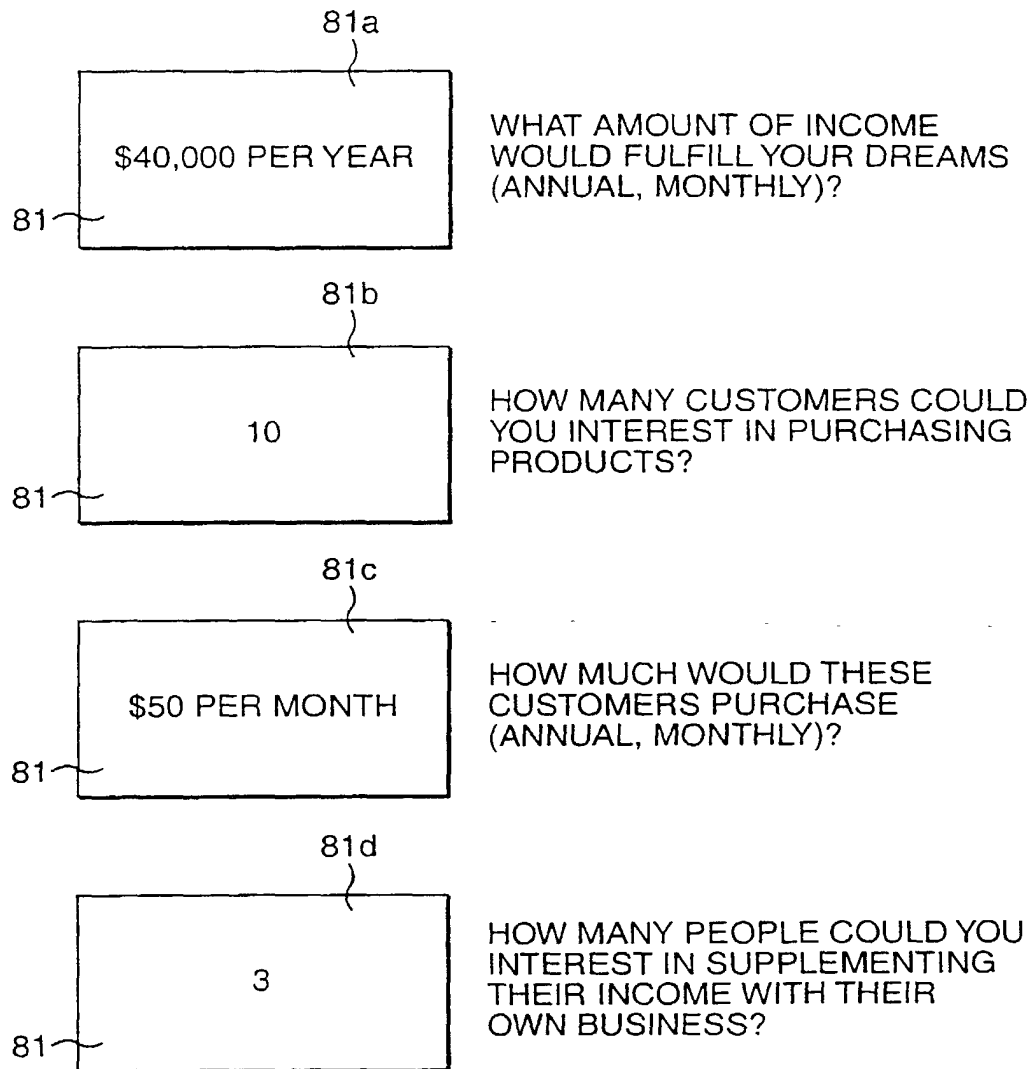 81a
$40,000 PER YEAR
81
WHAT AMOUNT OF INCOME
WOULD FULFILL YOUR DREAMS
(ANNUAL, MONTHLY)?
81b
10
81
HOW MANY CUSTOMERS COULD
YOU INTEREST IN PURCHASING
PRODUCTS?
81c
$50 PER MONTH
81
HOW MUCH WOULD THESE
CUSTOMERS PURCHASE
(ANNUAL, MONTHLY)?
81d
3
81
HOW MANY PEOPLE COULD YOU
INTEREST IN SUPPLEMENTING
THEIR INCOME WITH THEIR
OWN BUSINESS?